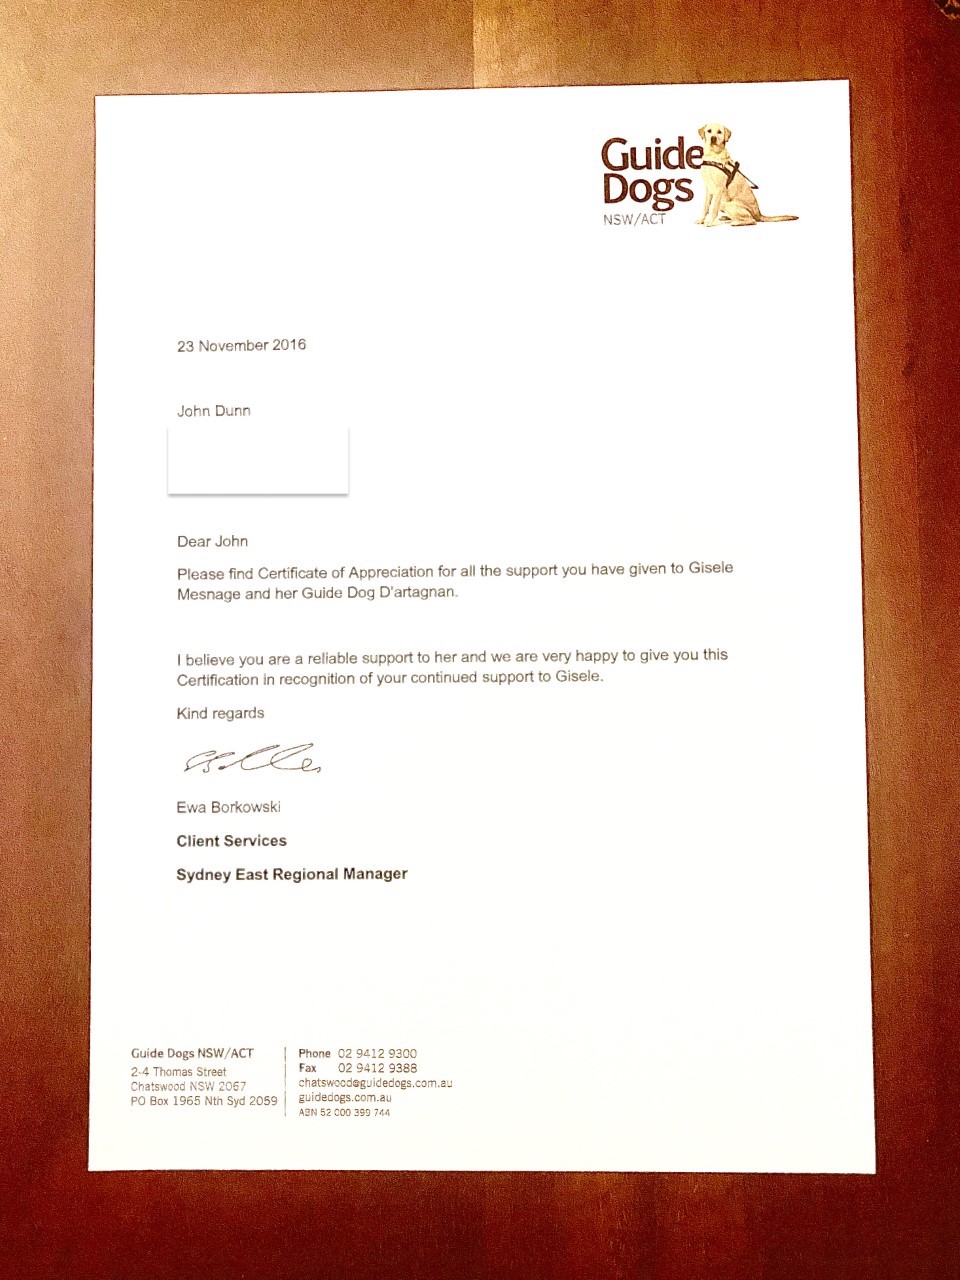 Guide
Dogs
NSW/ACT
23 November 2016
John Dunn
Dear John
Please find Certificate of Appreciation for all the support you have given to Gisele
Mesnage and her Guide Dog D'artagnan.
I believe you are a reliable support to her and we are very happy to give you this
Certification in recognition of your continued support to Gisele.
Kind regards
Ewa Borkowski
Client Services
Sydney East Regional Manager
Guide Dogs NSW/ACT
2-4 Thomas Street
Chatswood NSW 2067
PO Box 1965 Nth Syd 2059
Phone 02 9412 9300
Fax 02 9412 9388
chatswood@guidedogs.com.au
guidedogs.com.au
ABN 52 000 399 744